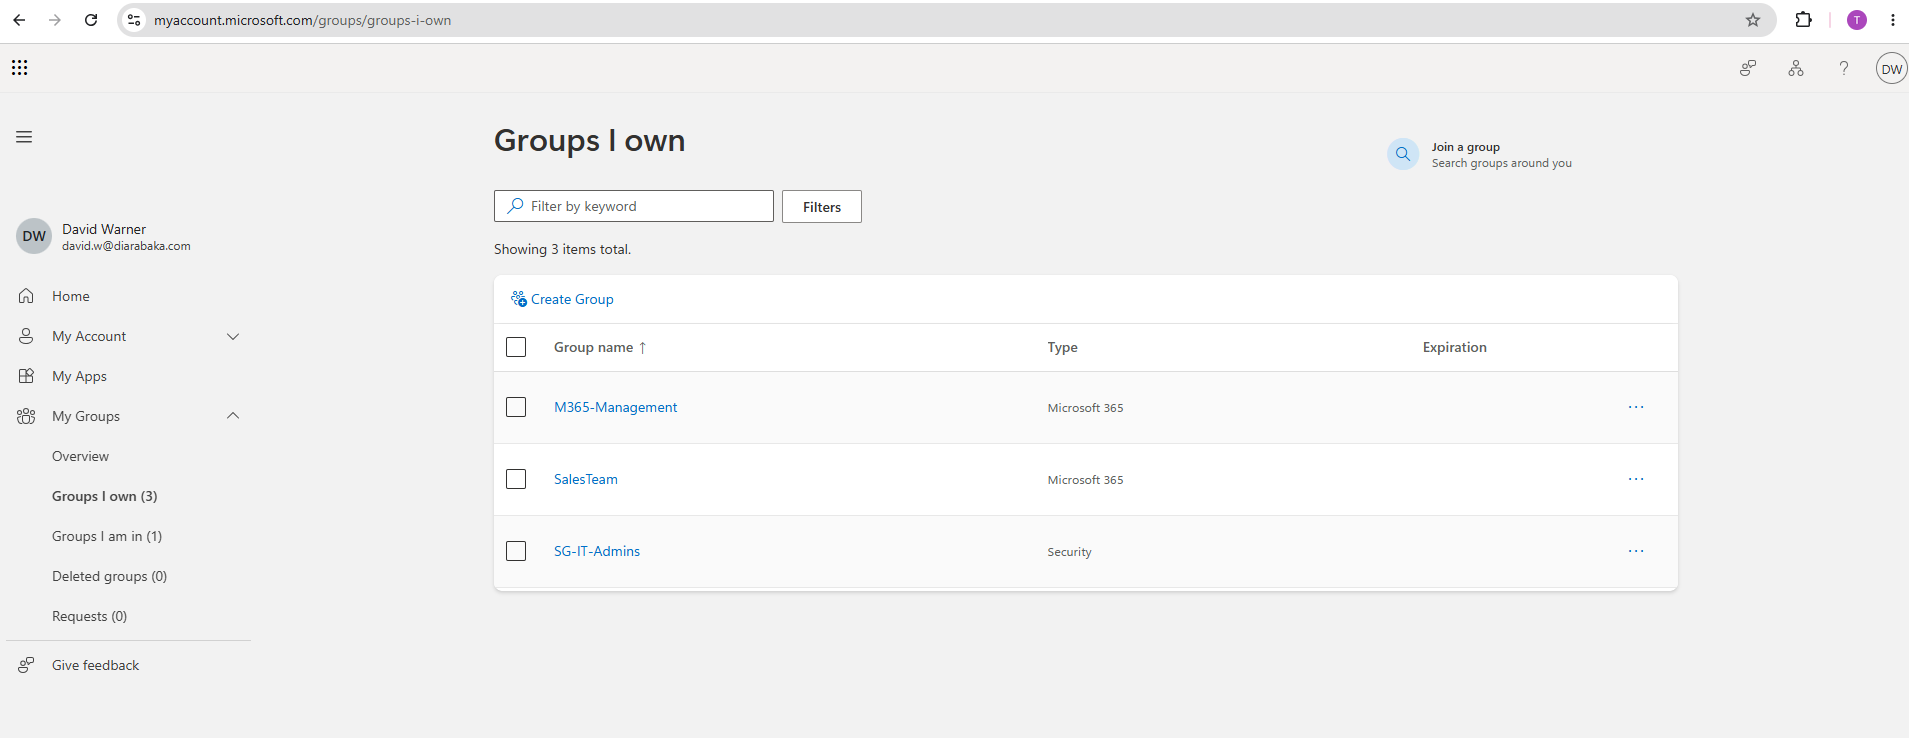 myaccount.microsoft.com/groups/groups-i-own
T
?
DW
Groups I own
Join a group
Search groups around you
Filter by keyword
Filters
DW
David Warner
david.w@diarabaka.com
Showing 3 items total.
Home
Create Group
My Account
Group name ↑
Type
Expiration
My Apps
M365-Management
Microsoft 365
...
My Groups
Overview
SalesTeam
Microsoft 365
...
Groups I own (3)
Groups I am in (1)
SG-IT-Admins
Security
...
Deleted groups (0)
Requests (0)
Give feedback